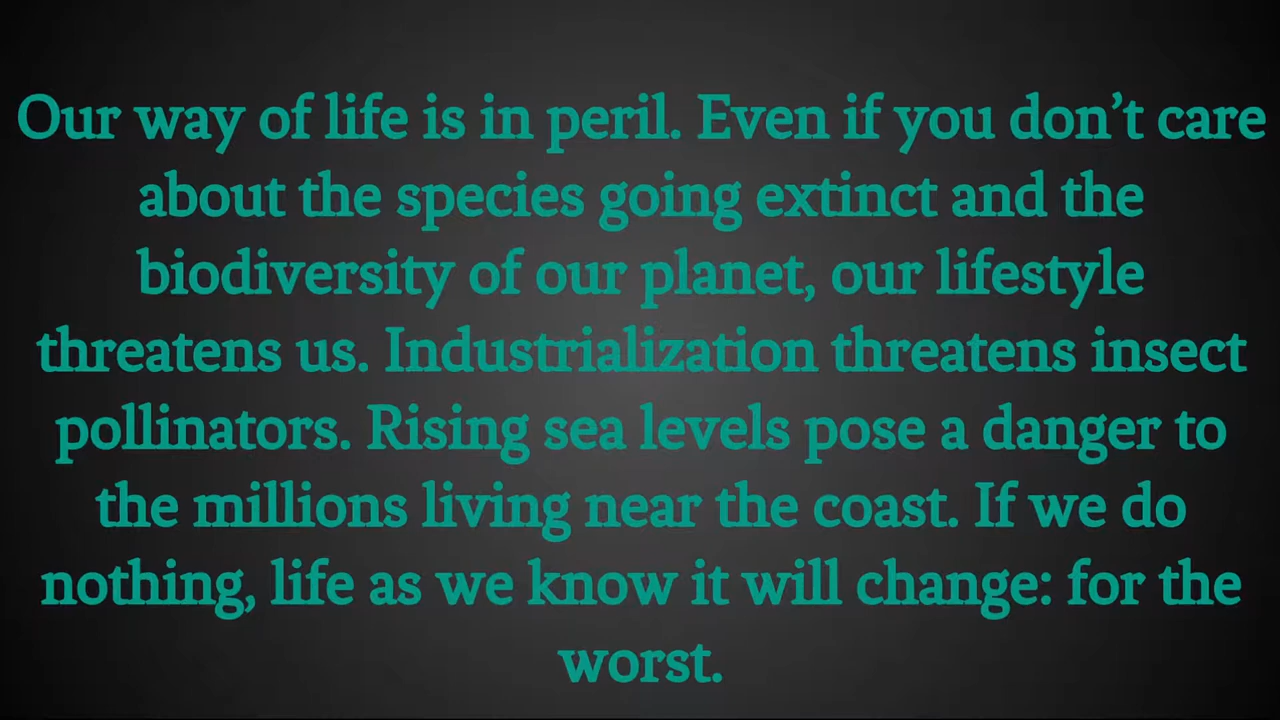 Our way of life is in peril. Even if you don’t care
about the species going extinct and the
biodiversity of our planet, our lifestyle
threatens us. Industrialization threatens insect
pollinators. Rising sea levels pose a danger to
the millions living near the coast. If we do
nothing, life as we know it will change: for the
worst.